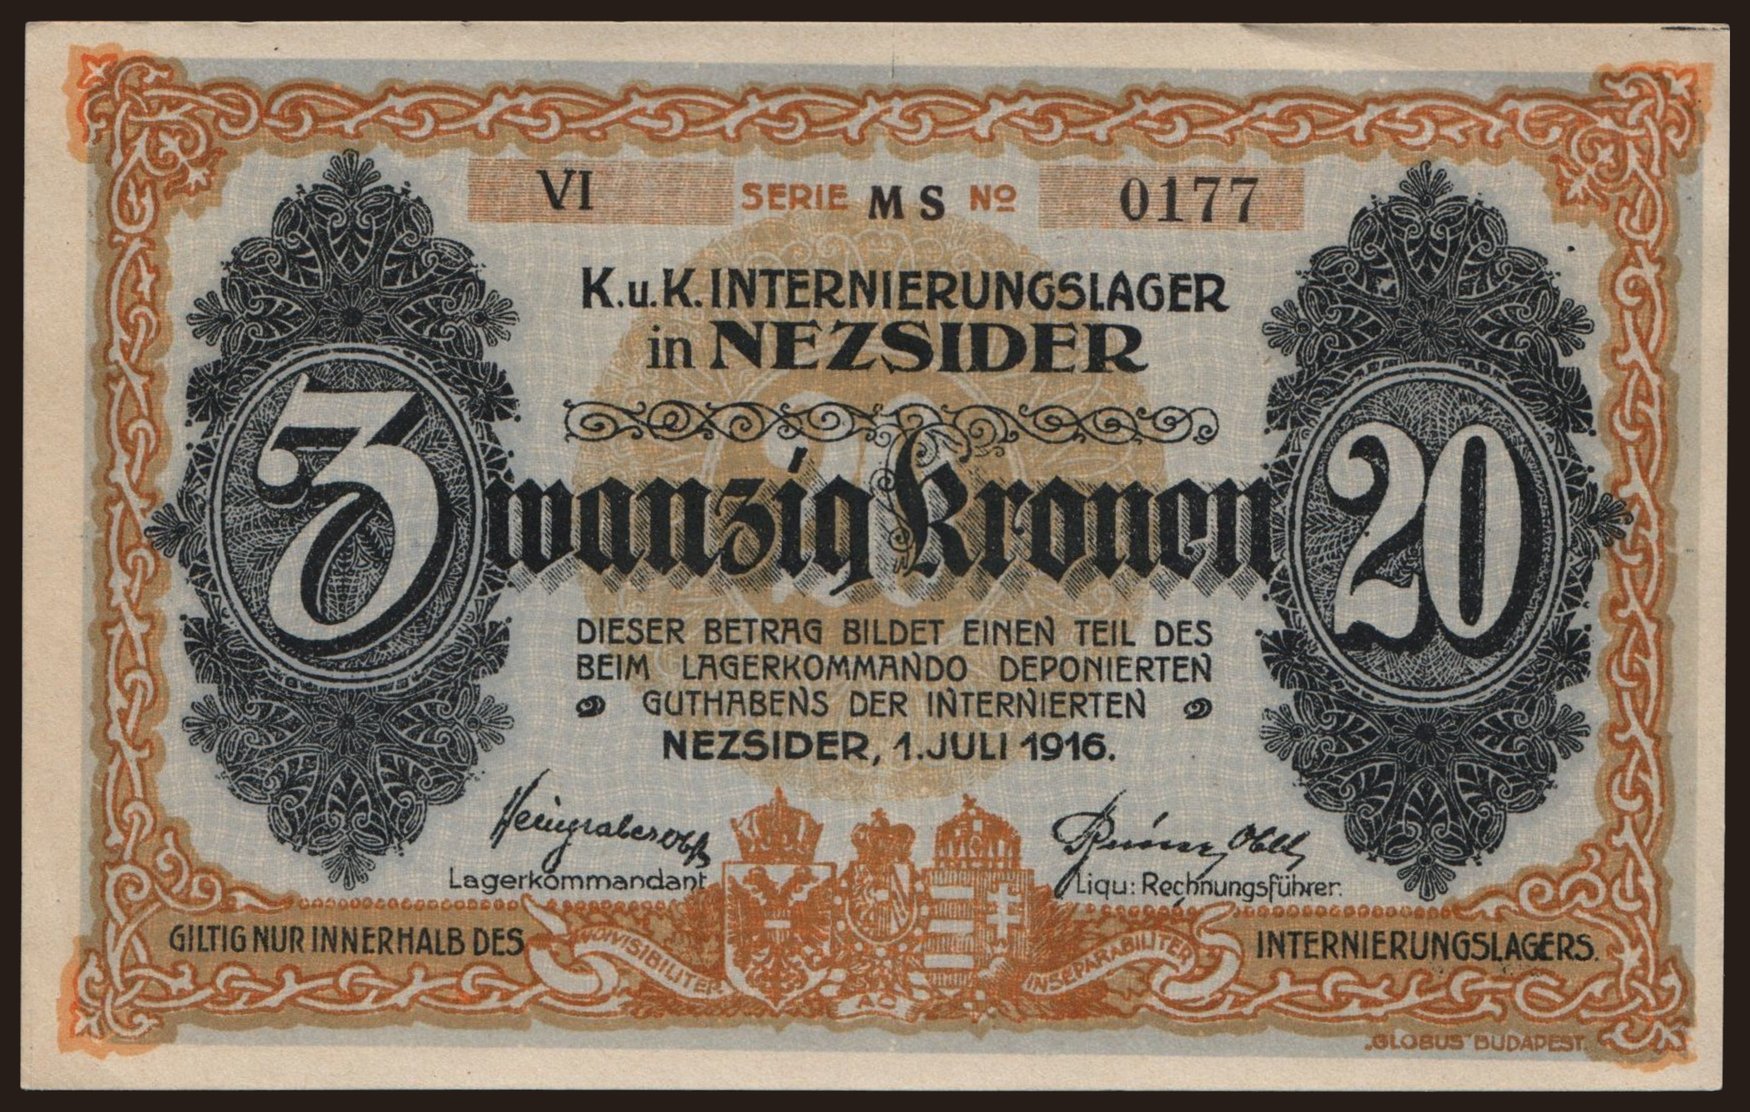 VI SERIE MS No 0177
K.u.K. INTERNIERUNGSLAGER
in NEZSIDER
Zwanzig Kronen 20
DIESER BETRAG BILDET EINEN TEIL DES
BEIM LAGERKOMMANDO DEPONIERTEN
GUTHABENS DER INTERNIERTEN
NEZSIDER, 1. JULI 1916.
Lagerkommandant Liqu: Rechnungsführer.
GILTIG NUR INNERHALB DES INTERNIERUNGSLAGERS.
INDIVISIBILITER INSEPARABILITER
AC
„GLOBUS" BUDAPEST.